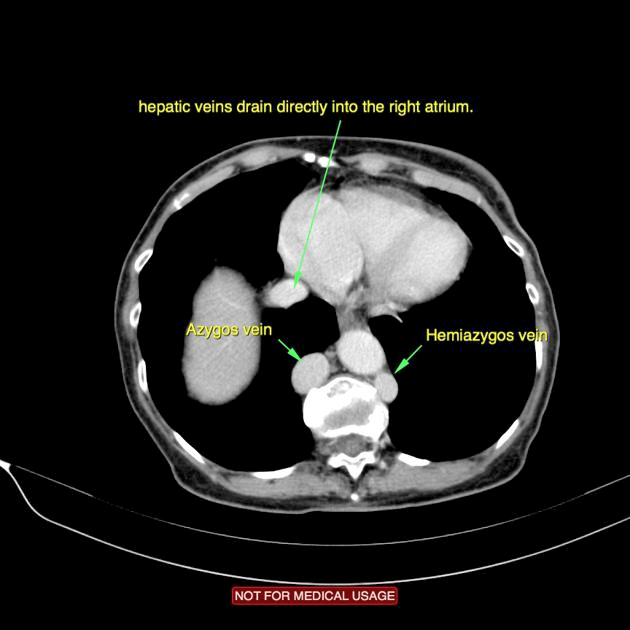 hepatic veins drain directly into the right atrium.
Azygos vein
Hemiazygos vein
NOT FOR MEDICAL USAGE